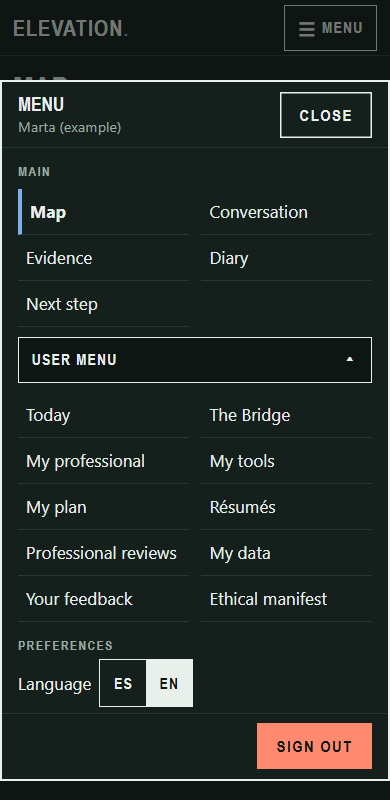 ELEVATION.
☰ MENU
MENU
Marta (example)
CLOSE
MAIN
Map
Conversation
Evidence
Diary
Next step
USER MENU
Today
The Bridge
My professional
My tools
My plan
Résumés
Professional reviews
My data
Your feedback
Ethical manifest
PREFERENCES
Language
ES
EN
SIGN OUT